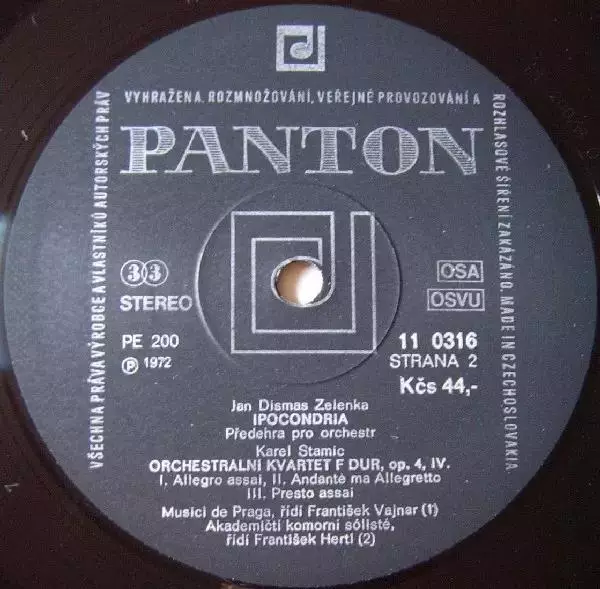 VŠECHNA PRÁVA VÝROBCE A VLASTNÍKŮ AUTORSKÝCH PRÁV
VYHRAŽENA. ROZMNOŽOVÁNÍ, VEŘEJNÉ PROVOZOVÁNÍ A
ROZHLASOVÉ ŠÍŘENÍ ZAKÁZÁNO. MADE IN CZECHOSLOVAKIA.
PANTON
33
STEREO
OSA
OSVU
PE 200
11 0316
Ⓟ 1972
STRANA 2
Kčs 44,-
Jan Dismas Zelenka
IPOCONDRIA
Předehra pro orchestr
Karel Stamic
ORCHESTRALNÍ KVARTET F DUR, op. 4, IV.
I. Allegro assai, II. Andante ma Allegretto
III. Presto assai
Musici de Praga, řídí František Vajnar (1)
Akademičtí komorní sólisté,
řídí František Hertl (2)